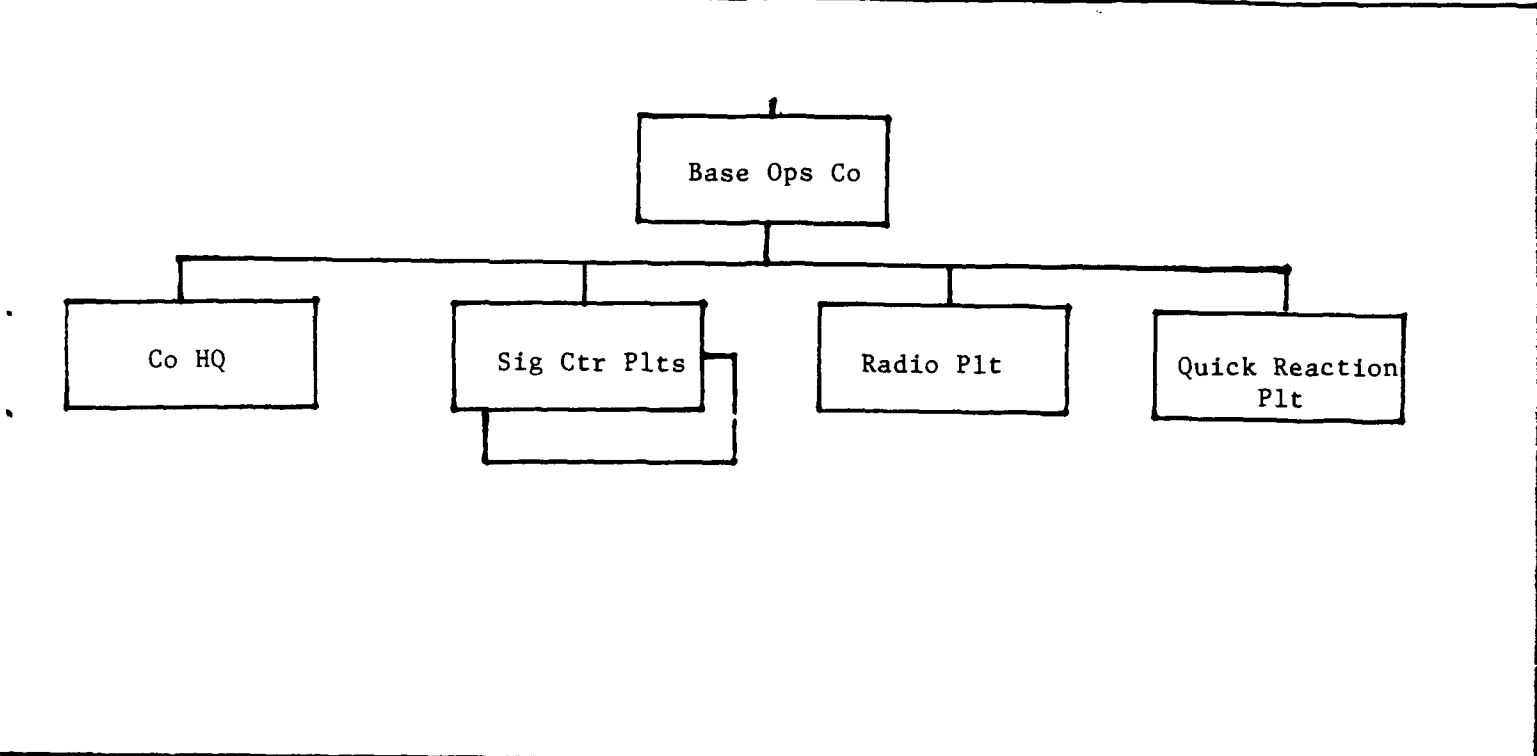 Base Ops Co
Co HQ
Sig Ctr Plts
Radio Plt
Quick Reaction
Plt